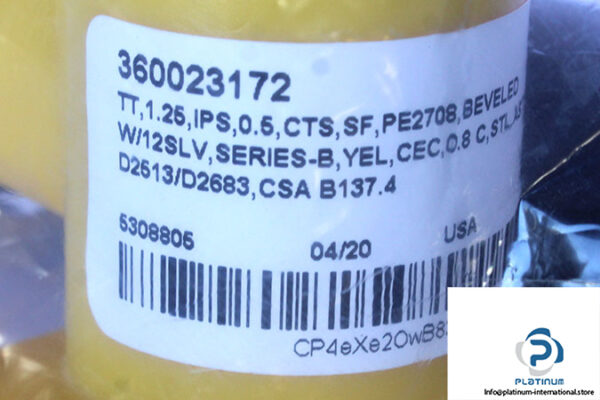 360023172
TT,1.25,IPS,0.5,CTS,SF,PE2708,BEVELED
W/12SLV,SERIES-B,YEL,CEC,0.8 C,STL,
D2513/D2683,CSA B137.4
5308805 04/20 USA
CP4eXe2OwB8
PLATINUM
Info@platinum-international.store